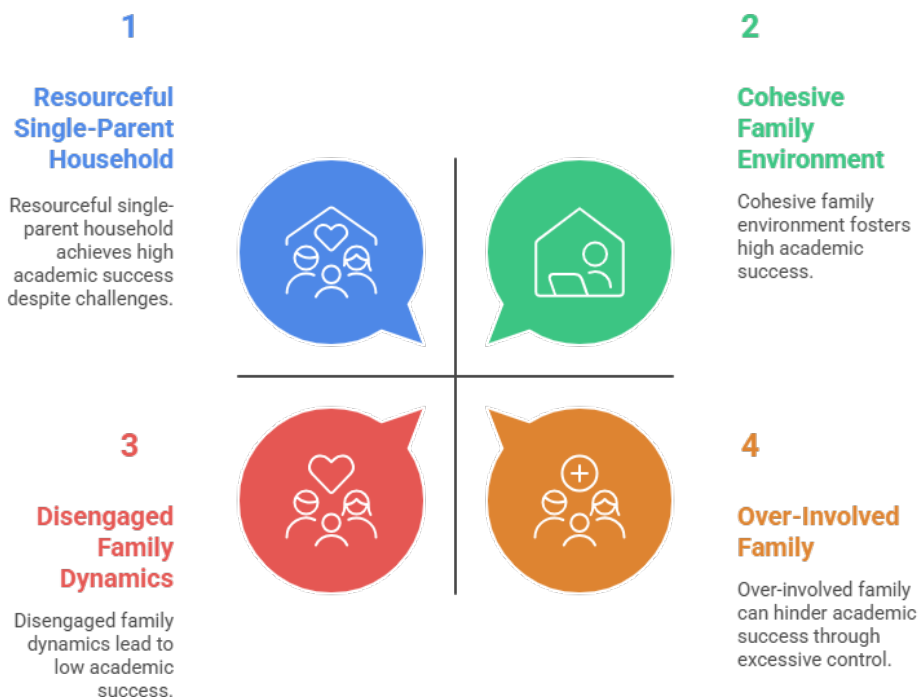 1
Resourceful
Single-Parent
Household
Resourceful single-
parent household
achieves high
academic success
despite challenges.
2
Cohesive
Family
Environment
Cohesive family
environment fosters
high academic
success.
3
Disengaged
Family
Dynamics
Disengaged family
dynamics lead to
low academic
success.
4
Over-Involved
Family
Over-involved family
can hinder academic
success through
excessive control.